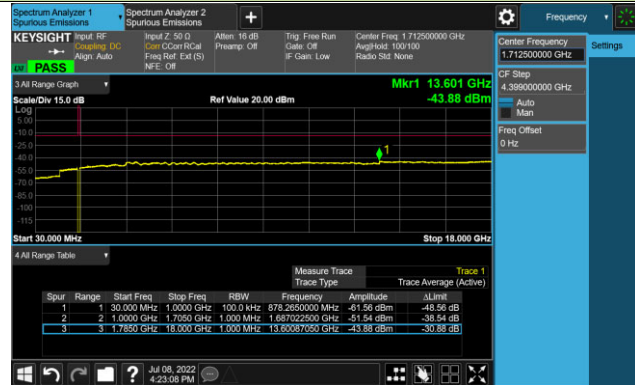 Spectrum Analyzer 1
Spurious Emissions
Spectrum Analyzer 2
Spurious Emissions
Frequency
KEYSIGHT
Input: RF
Coupling: DC
Align: Auto
Input Z: 50 Ω
Corr CCorr RCal
Freq Ref: Ext (S)
NFE: Off
Atten: 16 dB
Preamp: Off
Trig: Free Run
Gate: Off
IF Gain: Low
Center Freq: 1.712500000 GHz
Avg|Hold: 100/100
Radio Std: None
PASS
Center Frequency
1.712500000 GHz
Settings
CF Step
4.399000000 GHz
Auto
Man
Freq Offset
0 Hz
3 All Range Graph
Mkr1 13.601 GHz
Scale/Div 15.0 dB
Ref Value 20.00 dBm
-43.88 dBm
Log
5.00
-10.0
-25.0
-40.0
-55.0
-70.0
-85.0
-100
-115
1
Start 30.000 MHz
Stop 18.000 GHz
4 All Range Table
Measure Trace
Trace 1
Trace Type
Trace Average (Active)
Spur Range Start Freq Stop Freq RBW Frequency Amplitude ΔLimit
1 1 30.000 MHz 1.0000 GHz 100.0 kHz 878.2650000 MHz -61.56 dBm -48.56 dB
2 2 1.0000 GHz 1.7050 GHz 1.000 MHz 1.687022500 GHz -51.54 dBm -38.54 dB
3 3 1.7850 GHz 18.000 GHz 1.000 MHz 13.60087050 GHz -43.88 dBm -30.88 dB
?
Jul 08, 2022
4:23:08 PM